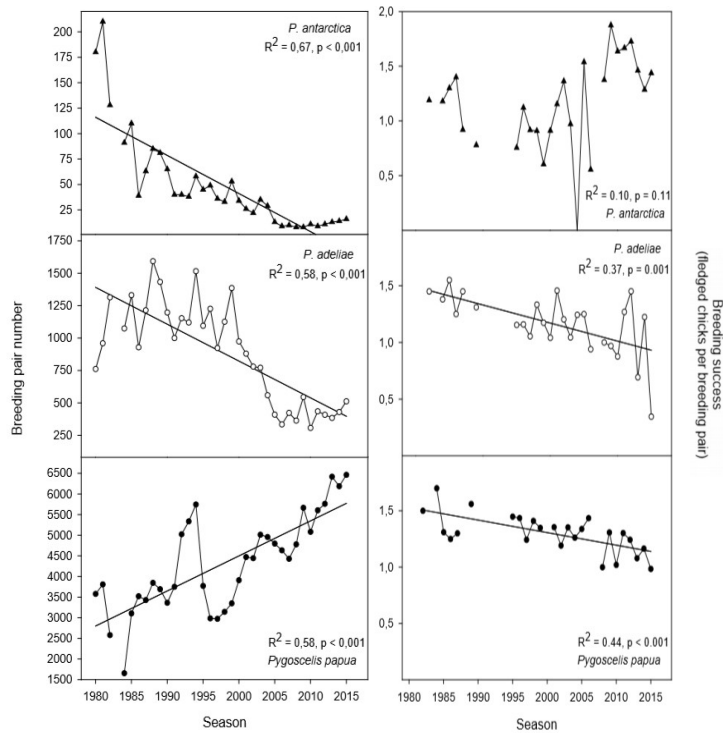 P. antarctica
R2 = 0,67, p < 0,001
200
175
150
125
100
75
50
25
2,0
1,5
1,0
0,5
R2 = 0.10, p = 0.11
P. antarctica
Breeding pair number
1750
1500
1250
1000
750
500
250
P. adeliae
R2 = 0,58, p < 0,001
P. adeliae
R2 = 0.37, p = 0.001
1,5
1,0
0,5
Breeding success
(fledged chicks per breeding pair)
6500
6000
5500
5000
4500
4000
3500
3000
2500
2000
1500
R2 = 0,58, p < 0,001
Pygoscelis papua
1,5
1,0
0,5
R2 = 0.44, p < 0.001
Pygoscelis papua
1980 1985 1990 1995 2000 2005 2010 2015
Season
1980 1985 1990 1995 2000 2005 2010 2015
Season